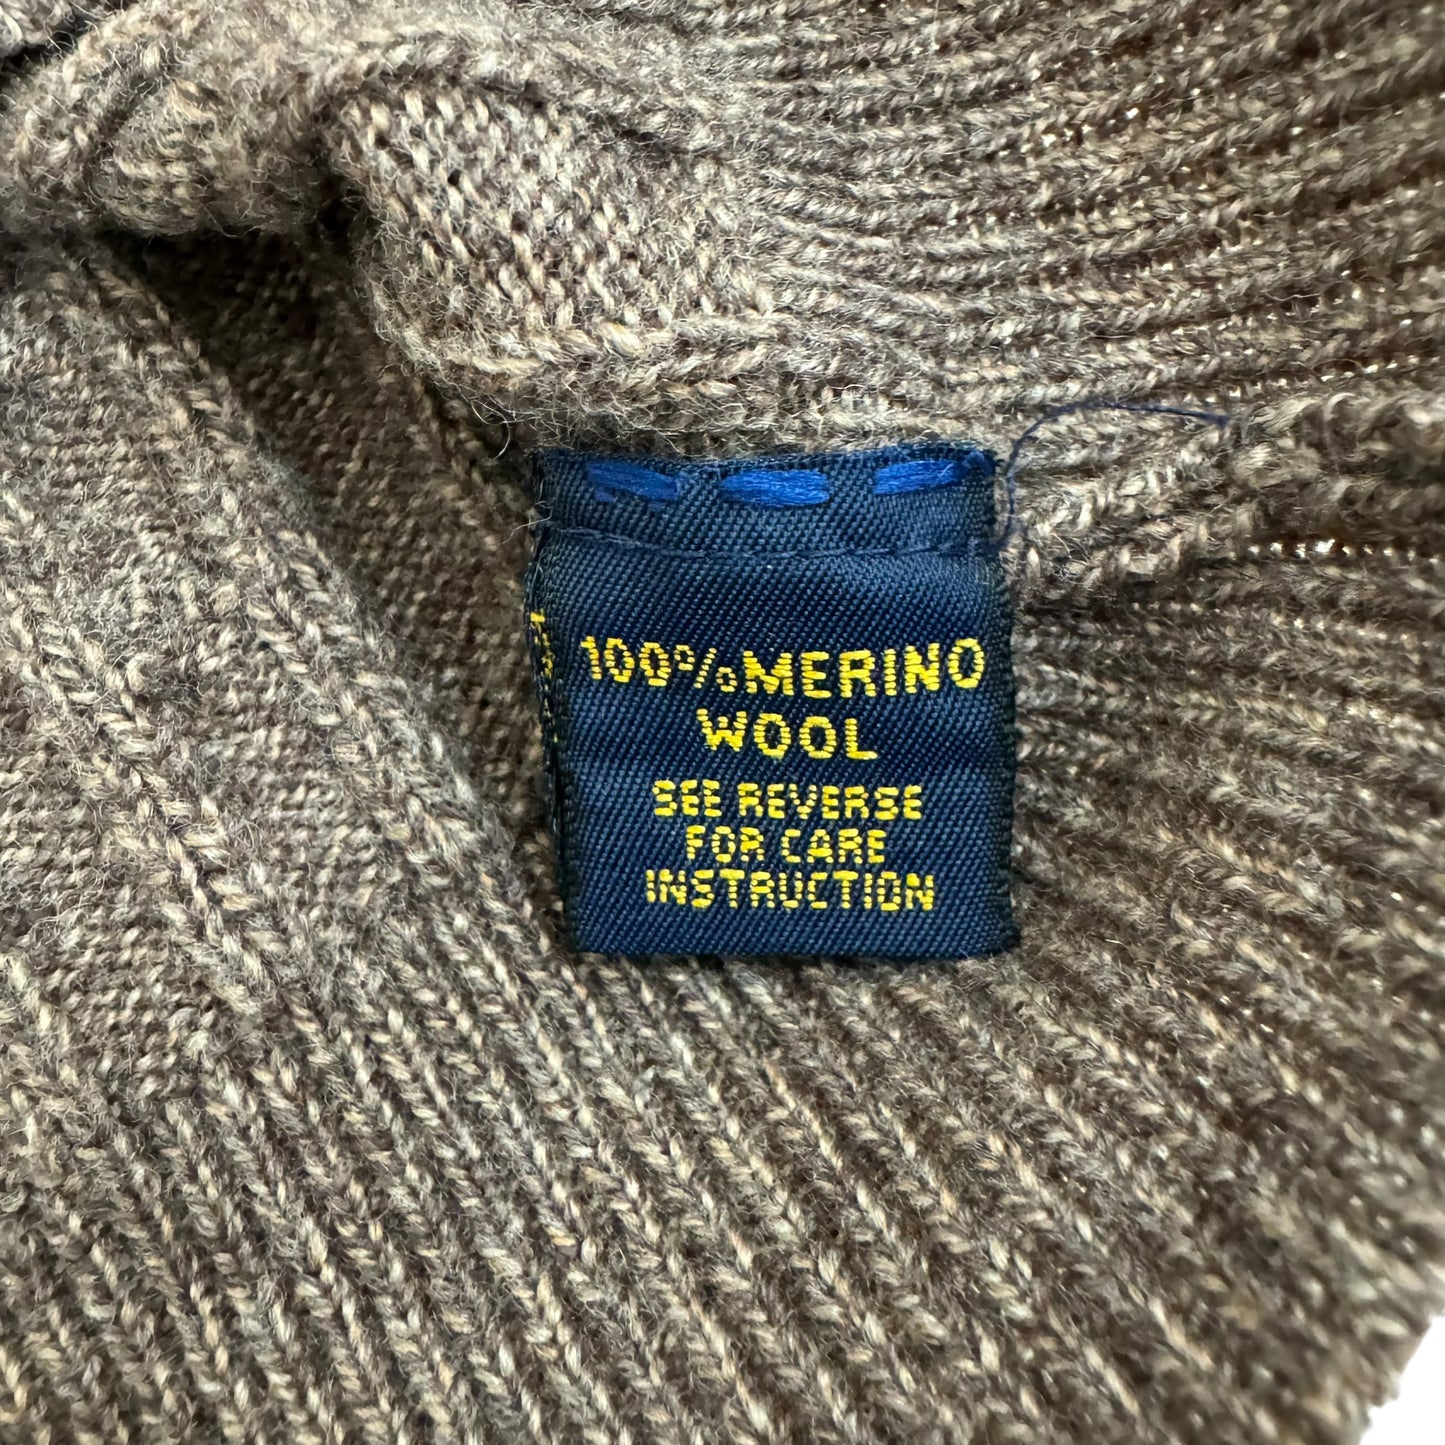 100%MERINO
WOOL
SEE REVERSE
FOR CARE
INSTRUCTION